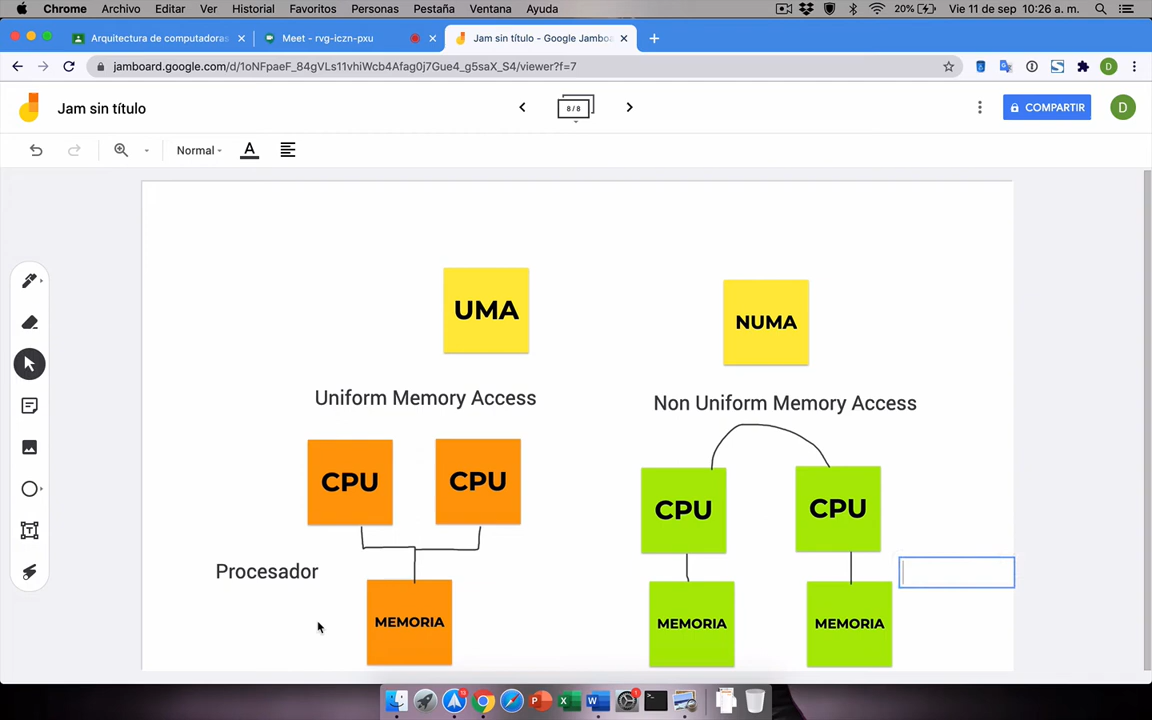 Chrome Archivo Editar Ver Historial Favoritos Personas Pestaña Ventana Ayuda 20% Vie 11 de sep 10:26 a. m.
Arquitectura de computadoras Meet - rvg-iczn-pxu Jam sin título - Google Jambo
jamboard.google.com/d/1oNFpaeF_84gVLs11vhiWcb4Afag0j7Gue4_g5saX_S4/viewer?f=7 D
Jam sin título 8 / 8 COMPARTIR D
Normal A
UMA
NUMA
Uniform Memory Access
Non Uniform Memory Access
CPU CPU
CPU CPU
Procesador
MEMORIA
MEMORIA MEMORIA